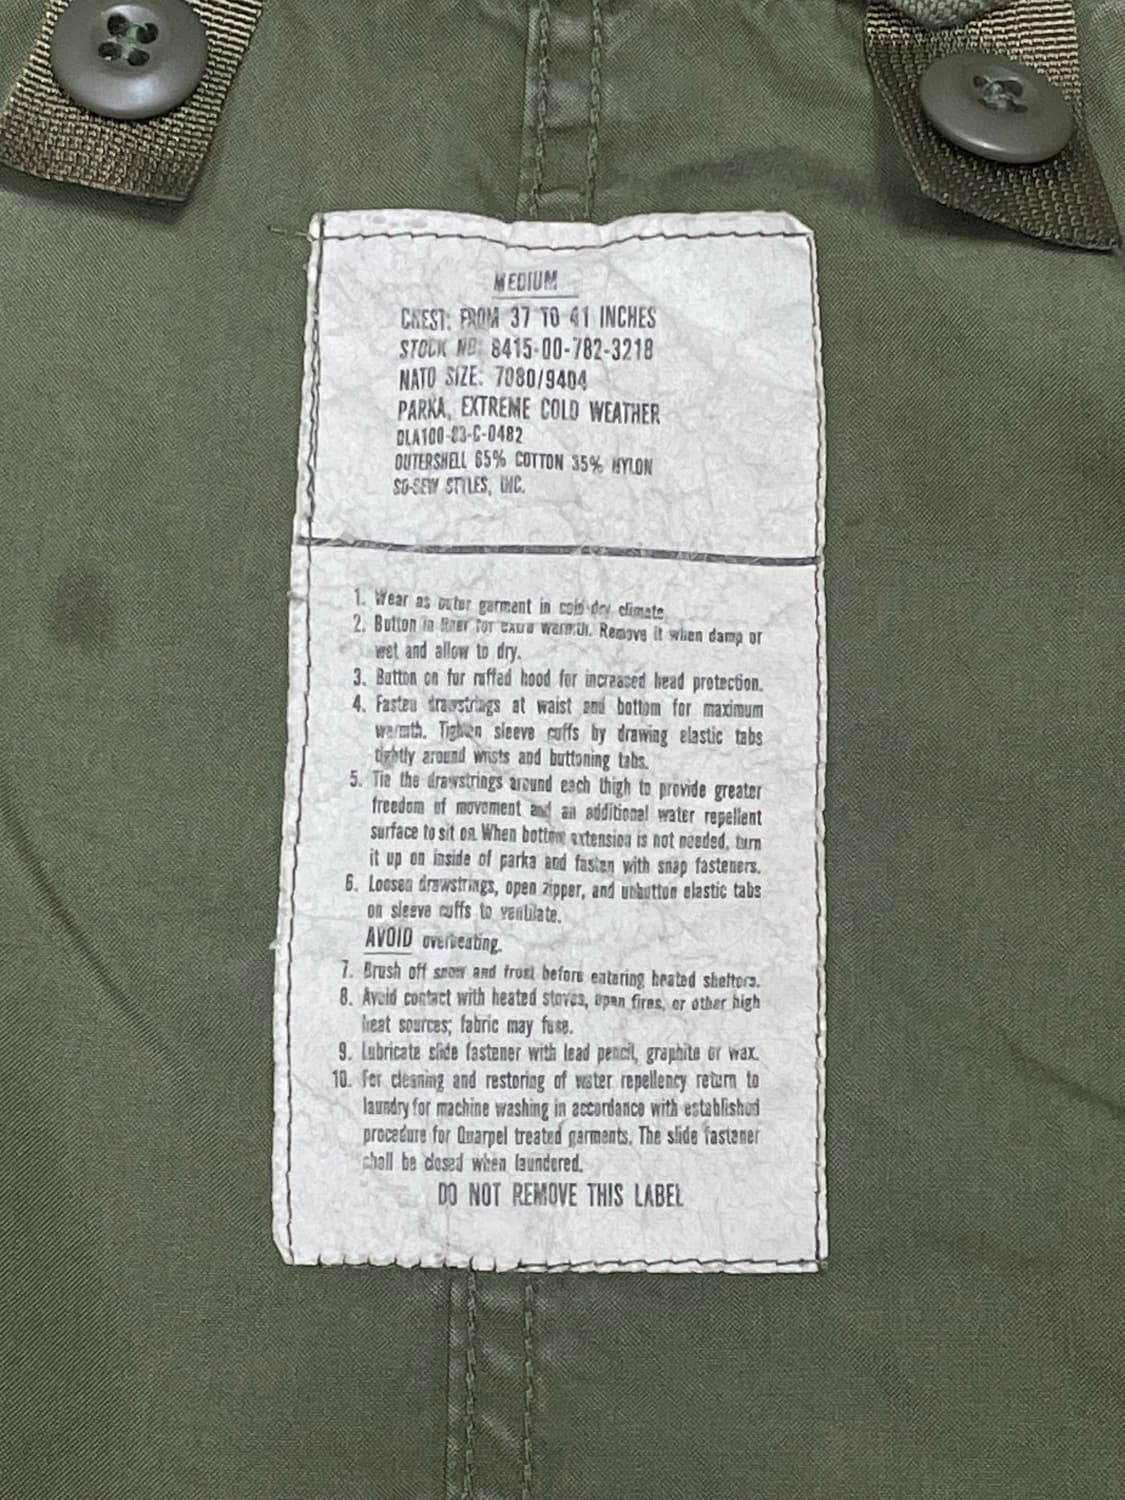 MEDIUM
CHEST: FROM 37 TO 41 INCHES
STOCK NO: 8415-00-782-3218
NATO SIZE: 7080/9404
PARKA, EXTREME COLD WEATHER
DLA100-83-C-0482
OUTERSHELL 65% COTTON 35% NYLON
SO-SEW STYLES, INC.
1. Wear as outer garment in cold-dry climate.
2. Button in liner for extra warmth. Remove it when damp or
wet and allow to dry.
3. Button on fur ruffed hood for increased head protection.
4. Fasten drawstrings at waist and bottom for maximum
warmth. Tighten sleeve cuffs by drawing elastic tabs
tightly around wrists and buttoning tabs.
5. Tie the drawstrings around each thigh to provide greater
freedom of movement and an additional water repellent
surface to sit on. When bottom extension is not needed, turn
it up on inside of parka and fasten with snap fasteners.
6. Loosen drawstrings, open zipper, and unbutton elastic tabs
on sleeve cuffs to ventilate.
AVOID overheating.
7. Brush off snow and frost before entering heated shelters.
8. Avoid contact with heated stoves, open fires, or other high
heat sources; fabric may fuse.
9. Lubricate slide fastener with lead pencil, graphite or wax.
10. For cleaning and restoring of water repellency return to
laundry for machine washing in accordance with established
procedure for Quarpel treated garments. The slide fastener
shall be closed when laundered.
DO NOT REMOVE THIS LABEL